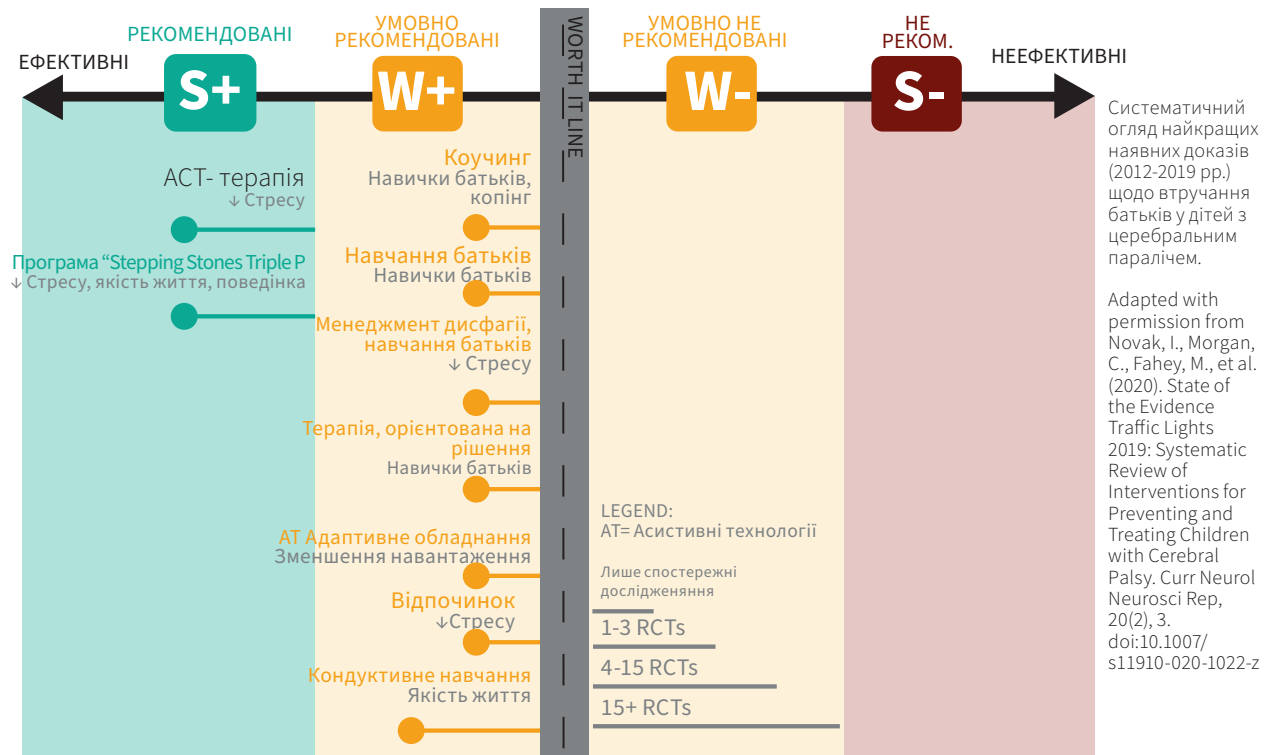 РЕКОМЕНДОВАНІ
УМОВНО
РЕКОМЕНДОВАНІ
УМОВНО НЕ
РЕКОМЕНДОВАНІ
НЕ
РЕКОМ.
ЕФЕКТИВНІ
НЕЕФЕКТИВНІ
S+
W+
W-
S-
WORTH IT LINE
АСТ- терапія
↓ Стресу
Програма “Stepping Stones Triple P
↓ Стресу, якість життя, поведінка
Коучинг
Навички батьків,
копінг
Навчання батьків
Навички батьків
Менеджмент дисфагії,
навчання батьків
↓ Стресу
Терапія, орієнтована на
рішення
Навички батьків
АТ Адаптивне обладнання
Зменшення навантаження
Відпочинок
↓Стресу
Кондуктивне навчання
Якість життя
LEGEND:
АТ= Асистивні технології
Лише спостережні
дослідженяння
1-3 RCTs
4-15 RCTs
15+ RCTs
Систематичний
огляд найкращих
наявних доказів
(2012-2019 рр.)
щодо втручання
батьків у дітей з
церебральним
паралічем.
Adapted with
permission from
Novak, I., Morgan,
C., Fahey, M., et al.
(2020). State of
the Evidence
Traffic Lights
2019: Systematic
Review of
Interventions for
Preventing and
Treating Children
with Cerebral
Palsy. Curr Neurol
Neurosci Rep,
20(2), 3.
doi:10.1007/
s11910-020-1022-z